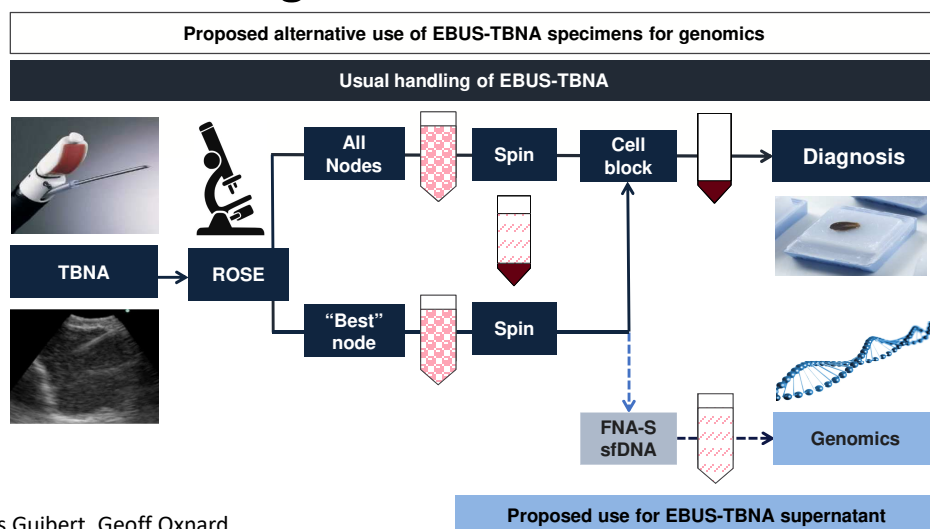 Proposed alternative use of EBUS-TBNA specimens for genomics
Usual handling of EBUS-TBNA
All
Nodes
Spin
Cell
block
Diagnosis
TBNA
ROSE
“Best”
node
Spin
FNA-S
sfDNA
Genomics
Guibert, Geoff Oxnard
Proposed use for EBUS-TBNA supernatant